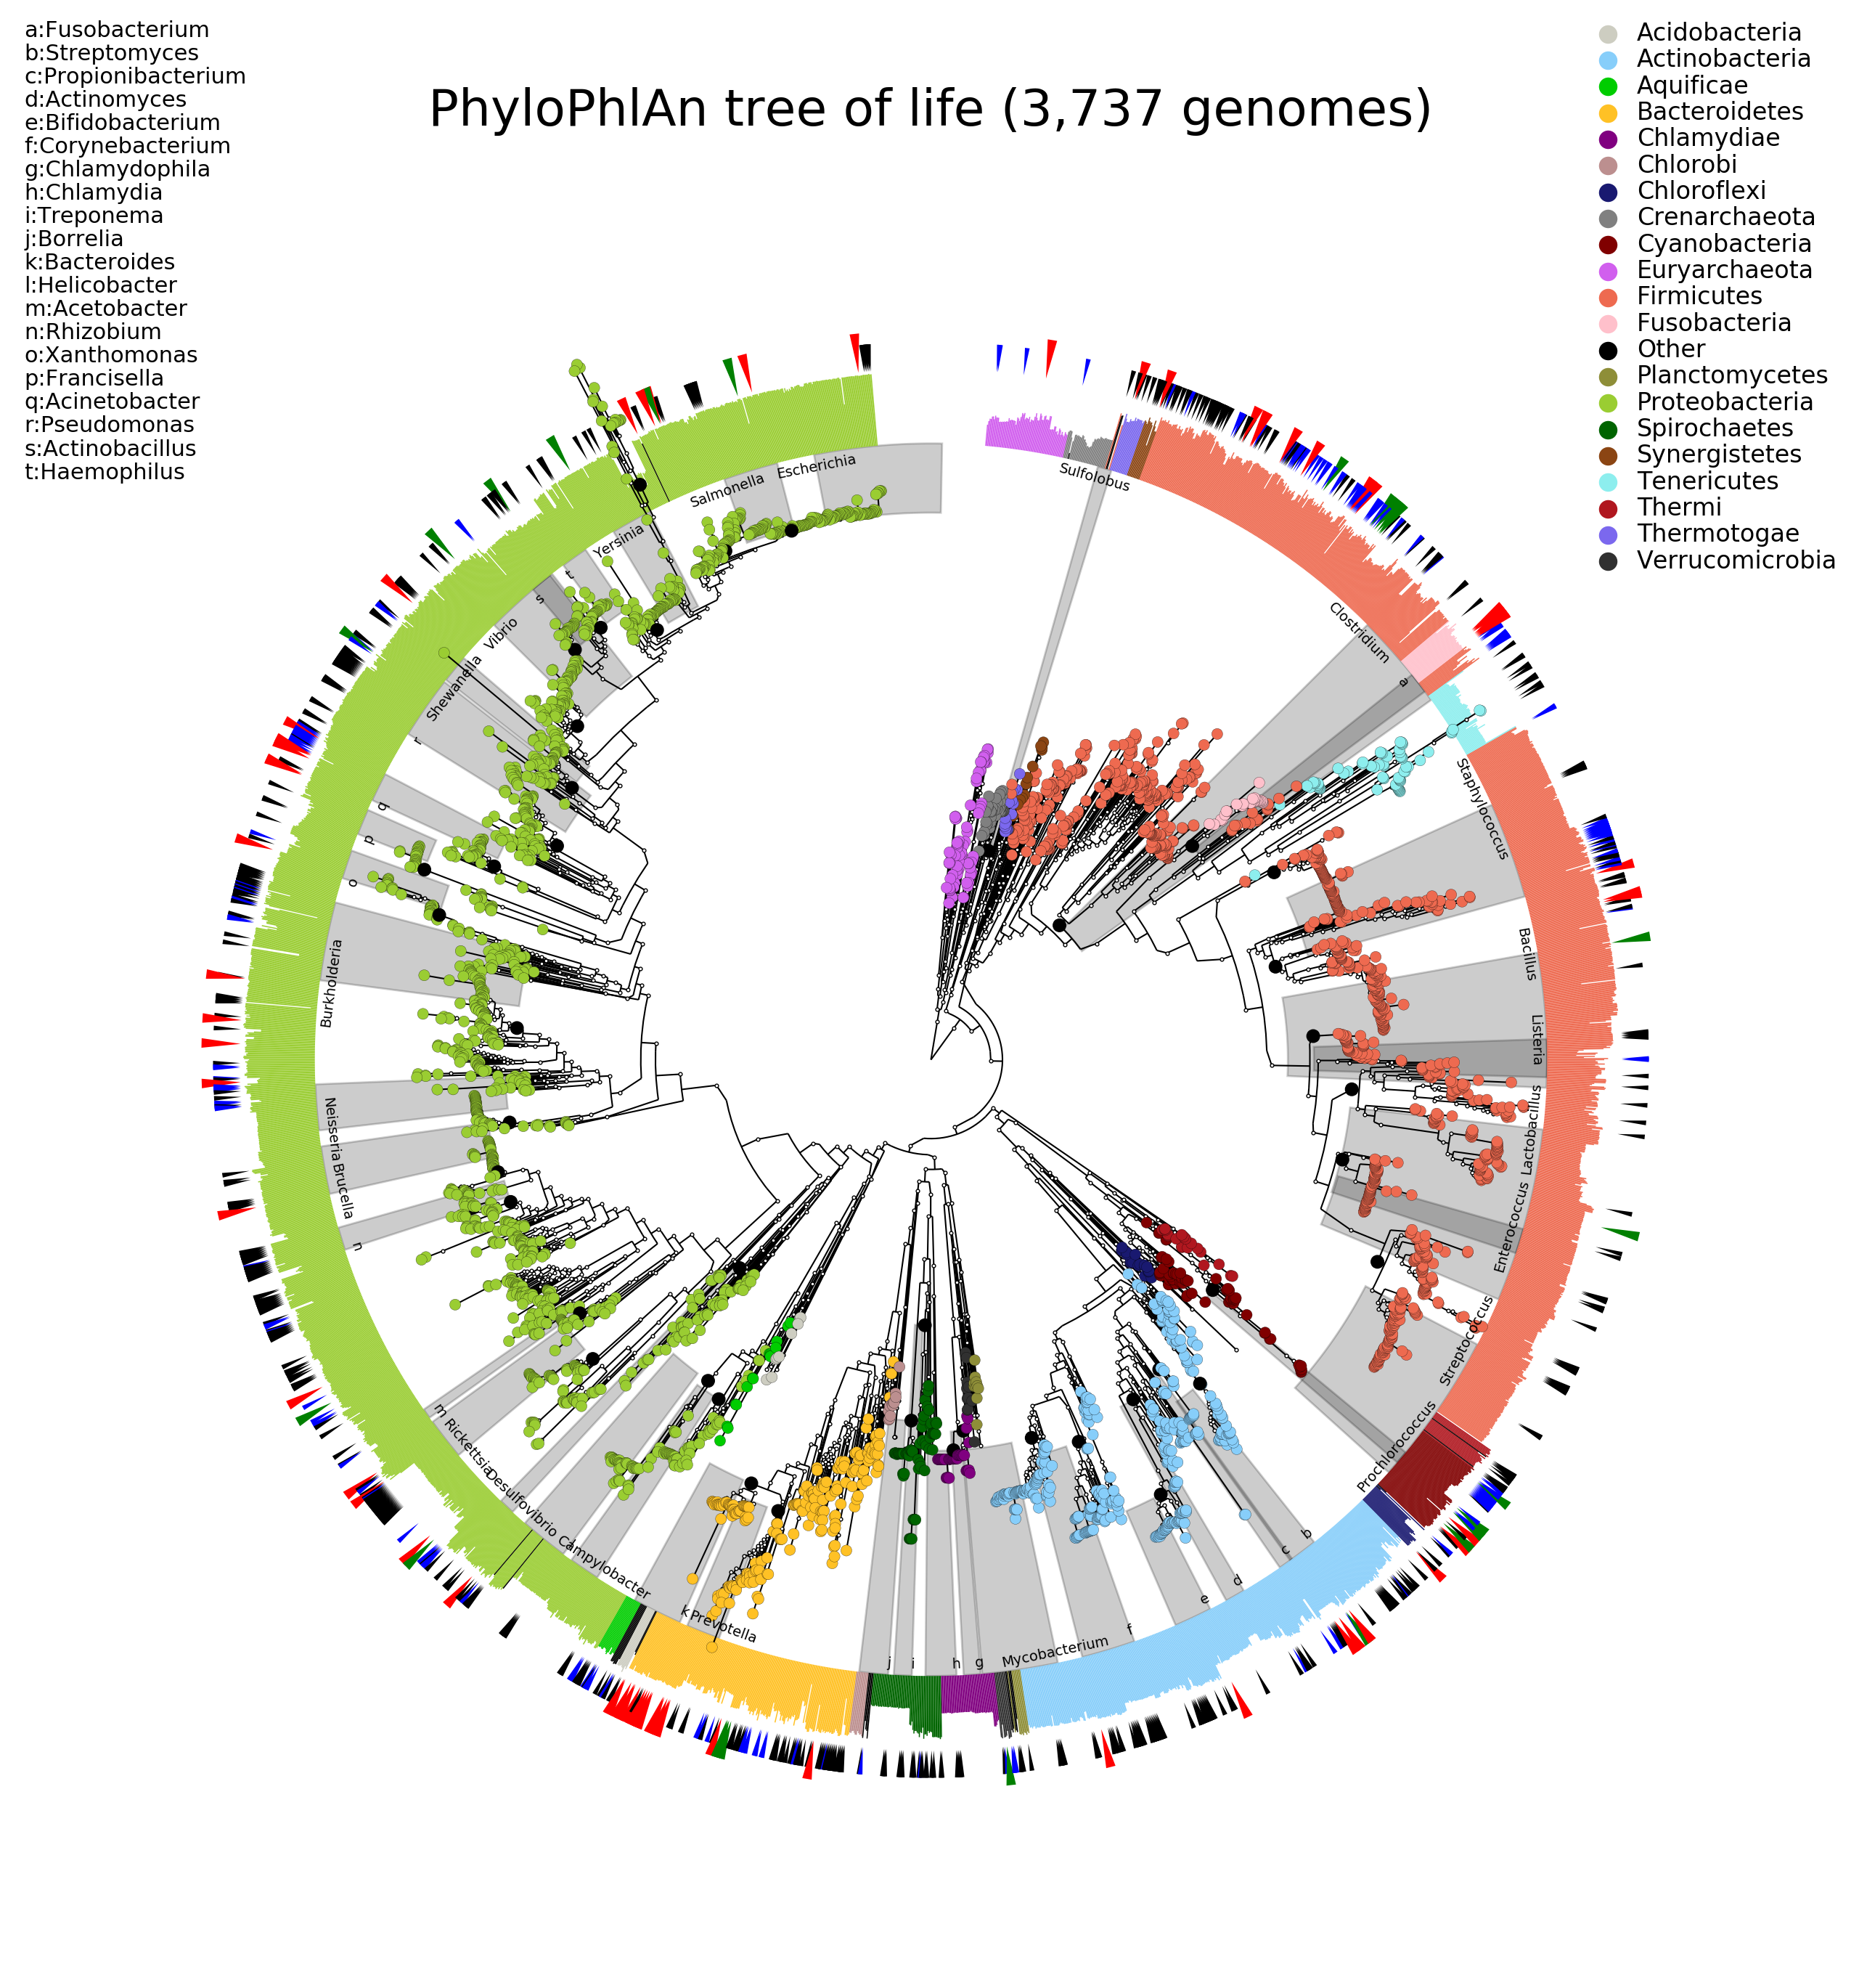 a:Fusobacterium
b:Streptomyces
c:Propionibacterium
d:Actinomyces
e:Bifidobacterium
f:Corynebacterium
g:Chlamydophila
h:Chlamydia
i:Treponema
j:Borrelia
k:Bacteroides
l:Helicobacter
m:Acetobacter
n:Rhizobium
o:Xanthomonas
p:Francisella
q:Acinetobacter
r:Pseudomonas
s:Actinobacillus
t:Haemophilus
PhyloPhlAn tree of life (3,737 genomes)
Acidobacteria
Actinobacteria
Aquificae
Bacteroidetes
Chlamydiae
Chlorobi
Chloroflexi
Crenarchaeota
Cyanobacteria
Euryarchaeota
Firmicutes
Fusobacteria
Other
Planctomycetes
Proteobacteria
Spirochaetes
Synergistetes
Tenericutes
Thermi
Thermotogae
Verrucomicrobia
Sulfolobus
Clostridium
a
Staphylococcus
Bacillus
Listeria
Lactobacillus
Enterococcus
Streptococcus
Prochlorococcus
b
c
d
e
f
Mycobacterium
g
h
i
j
Prevotella
k
Campylobacter
Desulfovibrio
Rickettsia
m
n
Brucella
Neisseria
Burkholderia
o
p
q
r
Shewanella
Vibrio
s
Yersinia
Salmonella
Escherichia